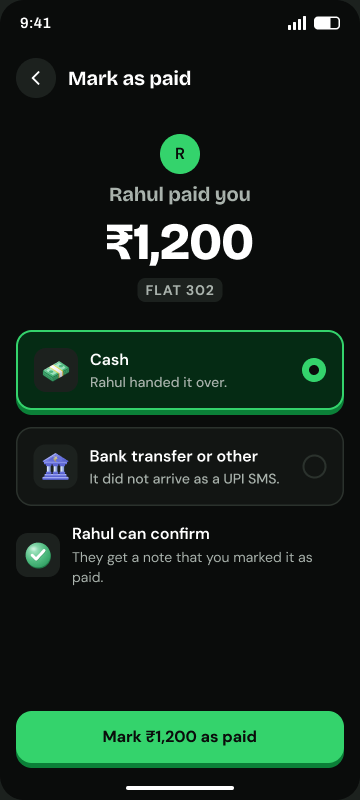 9:41
Mark as paid
R
Rahul paid you
₹1,200
FLAT 302
Cash
Rahul handed it over.
Bank transfer or other
It did not arrive as a UPI SMS.
Rahul can confirm
They get a note that you marked it as
paid.
Mark ₹1,200 as paid